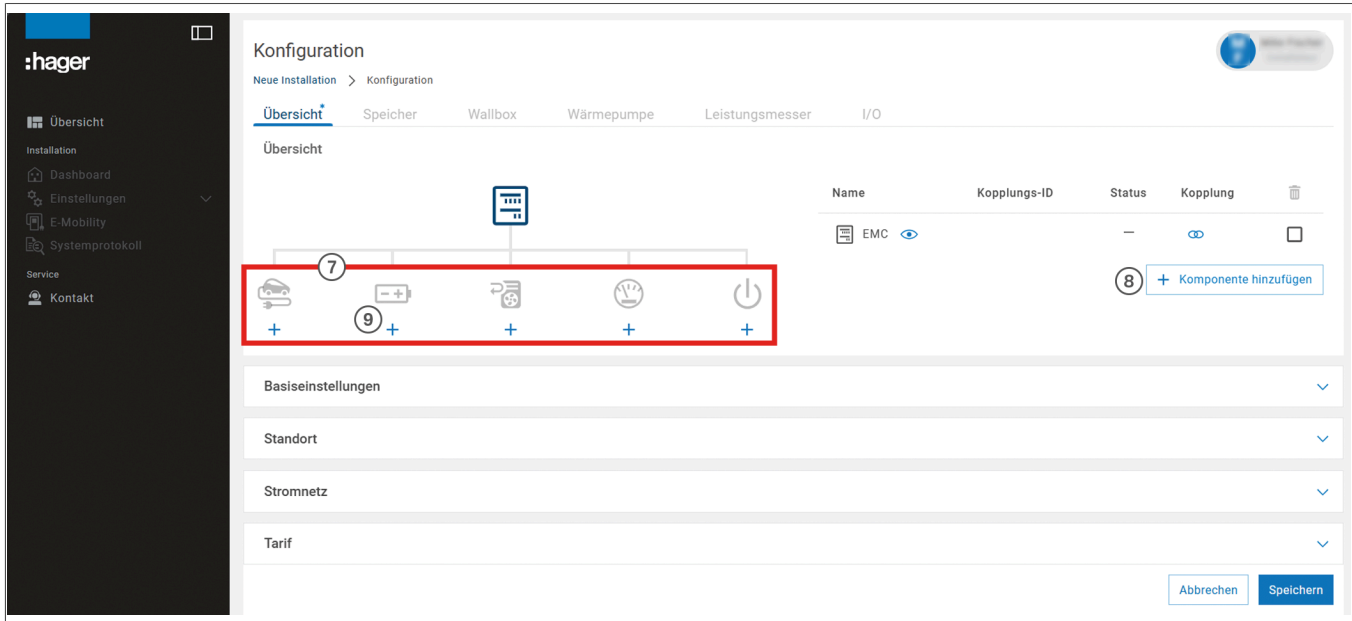 :hager
Übersicht
Installation
Dashboard
Einstellungen
E-Mobility
Systemprotokoll
Service
Kontakt
Konfiguration
Neue Installation > Konfiguration
Übersicht* Speicher Wallbox Wärmepumpe Leistungsmesser I/O
Übersicht
Name Kopplungs-ID Status Kopplung
EMC —
7
8 + Komponente hinzufügen
9
+ + + + +
Basiseinstellungen
Standort
Stromnetz
Tarif
Abbrechen Speichern